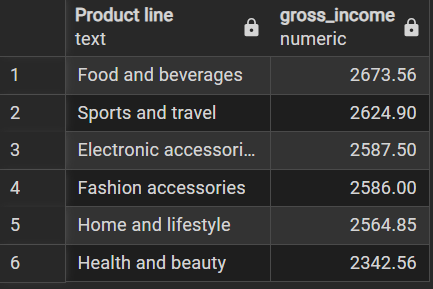 Product line gross_income
text numeric
1 Food and beverages 2673.56
2 Sports and travel 2624.90
3 Electronic accessori... 2587.50
4 Fashion accessories 2586.00
5 Home and lifestyle 2564.85
6 Health and beauty 2342.56